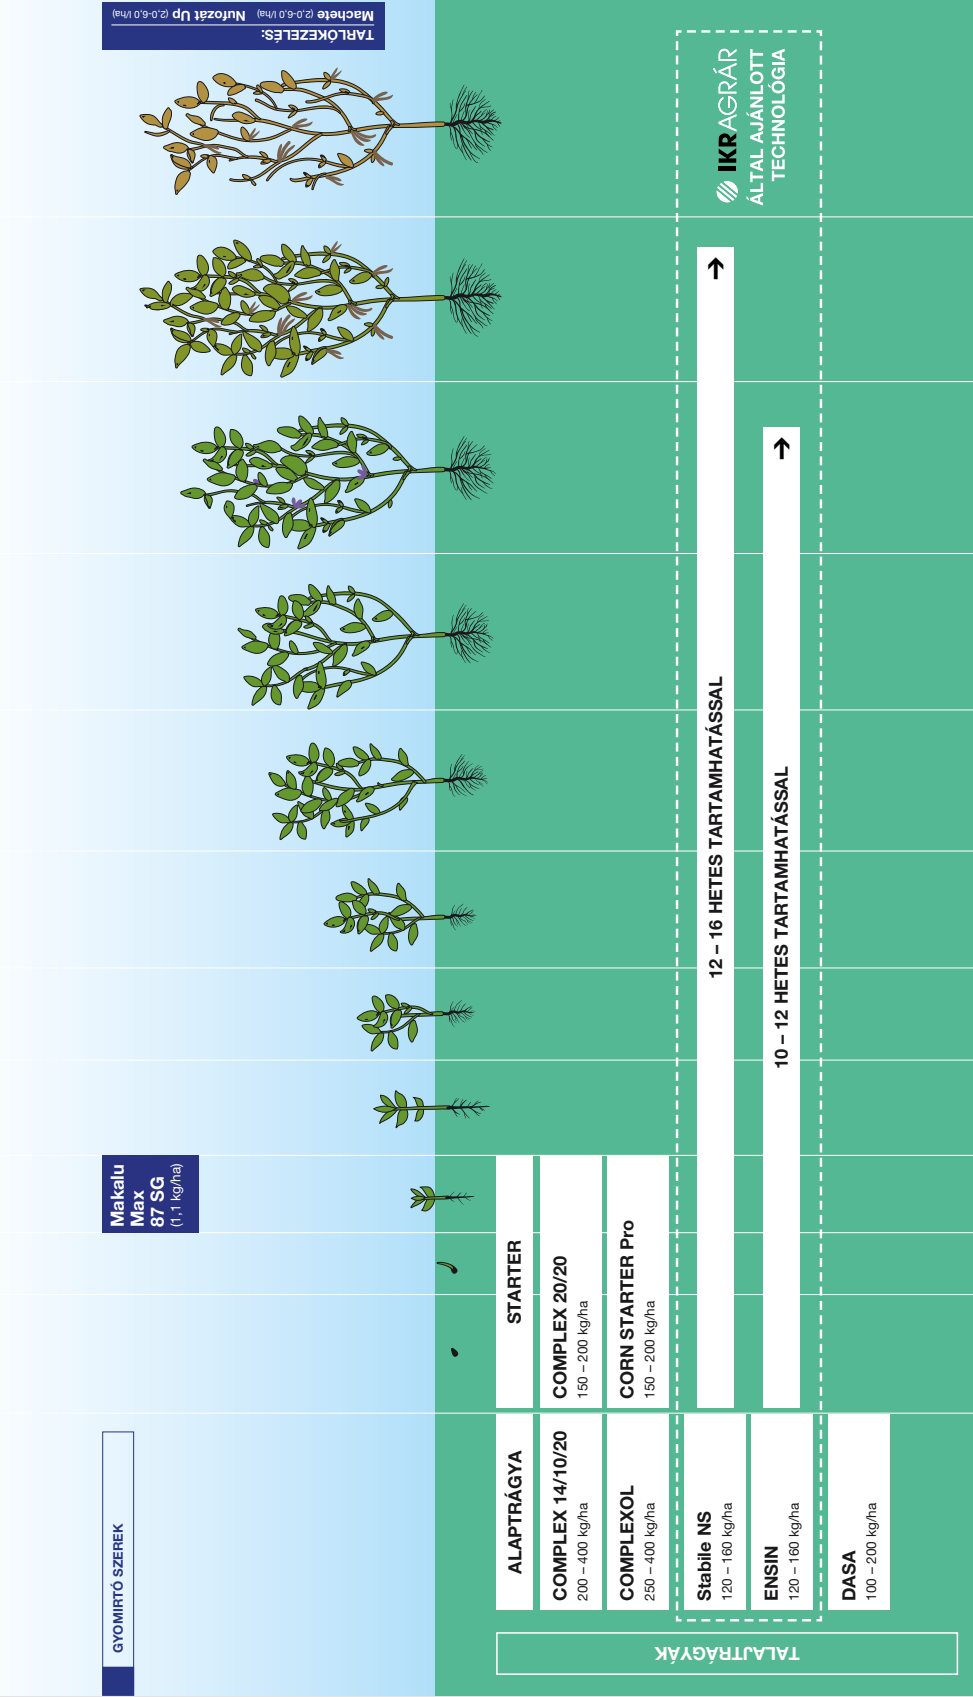 GYOMIRTÓ SZEREK
Makalu
Max
87 SG
(1,1 kg/ha)
TARLÓKEZELÉS:
Machete (2,0-6,0 l/ha) Nufozát Up (2,0-6,0 l/ha)
TALAJTRÁGYÁK
ALAPTRÁGYA
STARTER
COMPLEX 14/10/20
200 – 400 kg/ha
COMPLEX 20/20
150 – 200 kg/ha
COMPLEXOL
250 – 400 kg/ha
CORN STARTER Pro
150 – 200 kg/ha
Stabile NS
120 – 160 kg/ha
12 – 16 HETES TARTAMHATÁSSAL
ENSIN
120 – 160 kg/ha
10 – 12 HETES TARTAMHATÁSSAL
DASA
100 – 200 kg/ha
IKR AGRÁR
ÁLTAL AJÁNLOTT
TECHNOLÓGIA